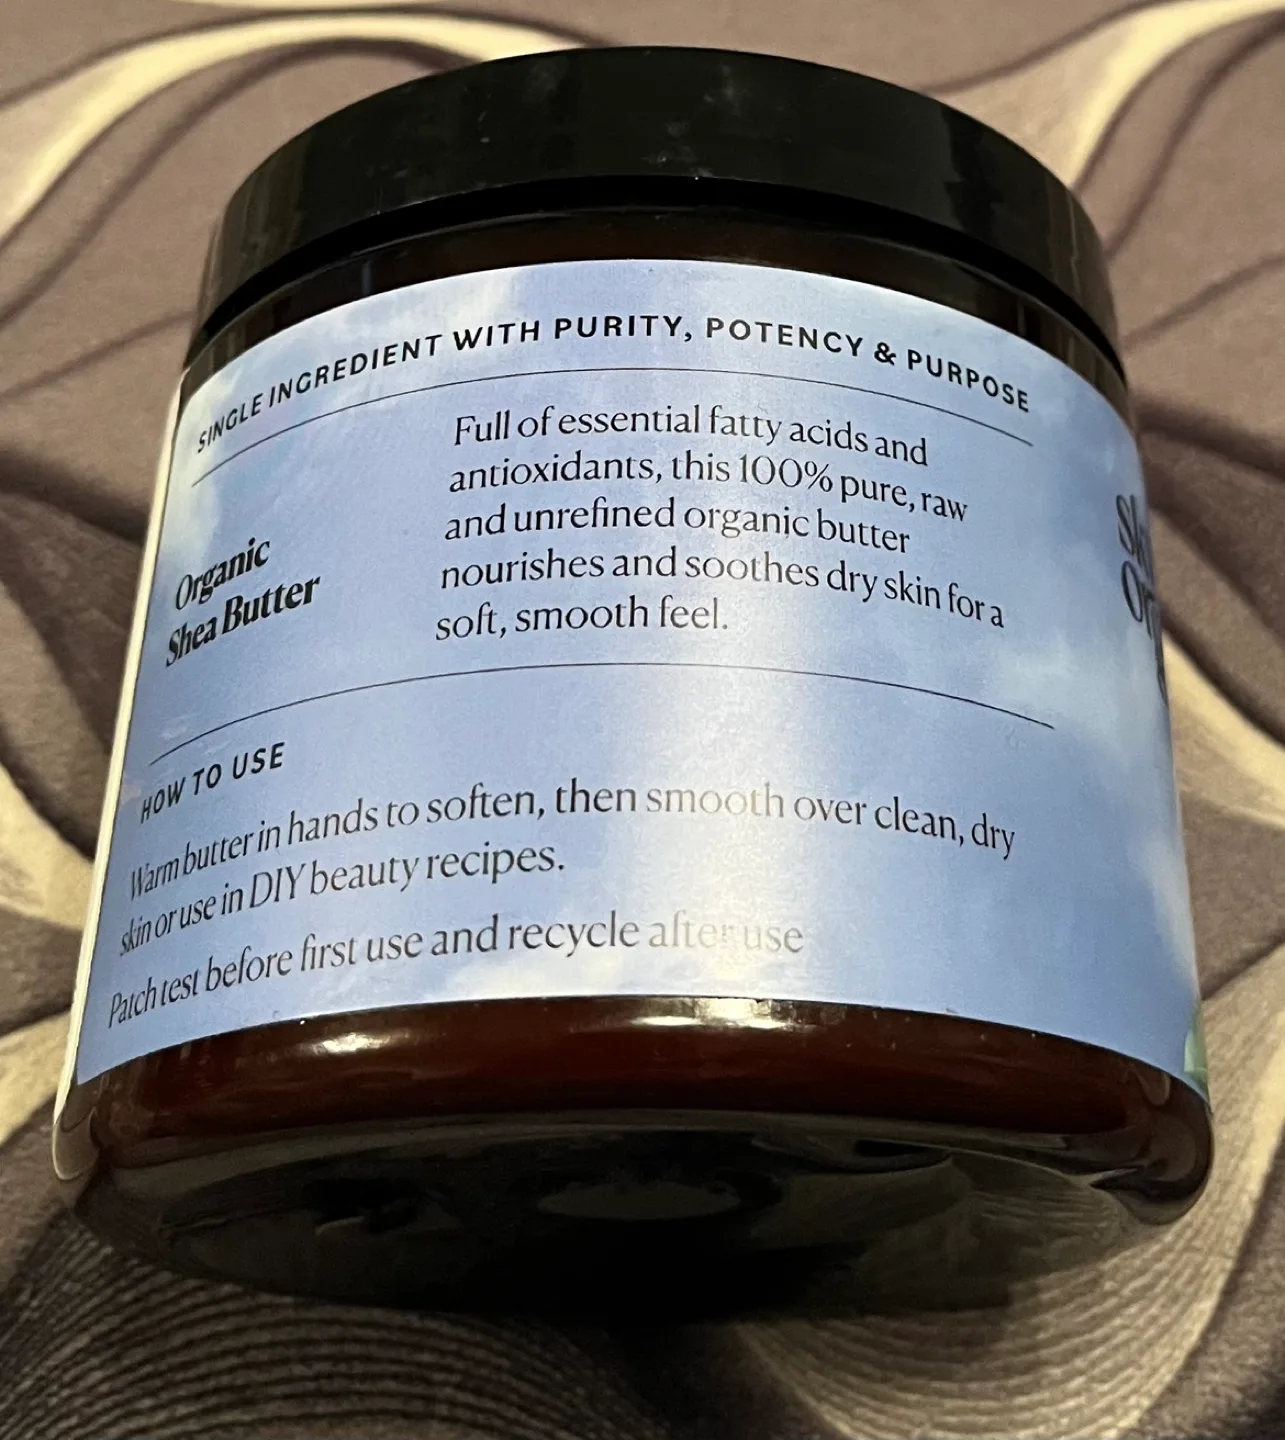 SINGLE INGREDIENT WITH PURITY, POTENCY & PURPOSE
Organic
Shea Butter
Full of essential fatty acids and
antioxidants, this 100% pure, raw
and unrefined organic butter
nourishes and soothes dry skin for a
soft, smooth feel.
HOW TO USE
Warm butter in hands to soften, then smooth over clean, dry
skin or use in DIY beauty recipes.
Patch test before first use and recycle after use